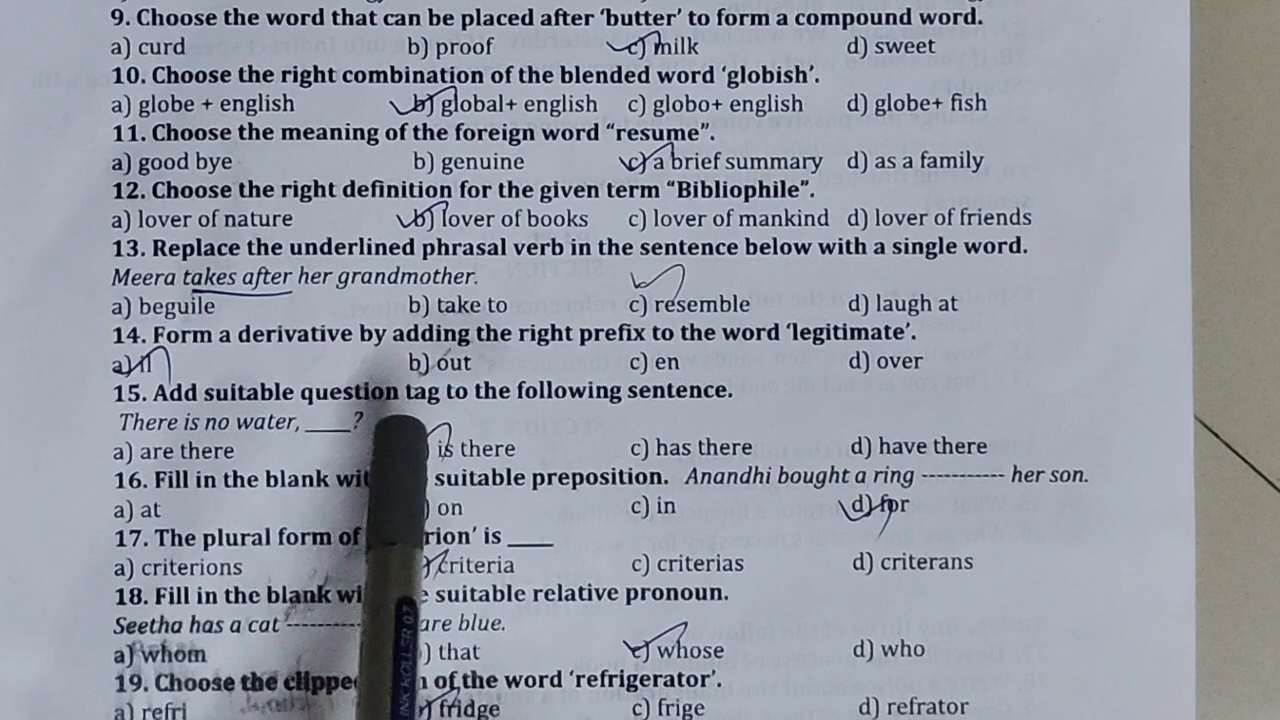 9. Choose the word that can be placed after ‘butter’ to form a compound word.
a) curd b) proof c) milk d) sweet
10. Choose the right combination of the blended word ‘globish’.
a) globe + english b) global+ english c) globo+ english d) globe+ fish
11. Choose the meaning of the foreign word “resume”.
a) good bye b) genuine c) a brief summary d) as a family
12. Choose the right definition for the given term “Bibliophile”.
a) lover of nature b) lover of books c) lover of mankind d) lover of friends
13. Replace the underlined phrasal verb in the sentence below with a single word.
Meera takes after her grandmother.
a) beguile b) take to c) resemble d) laugh at
14. Form a derivative by adding the right prefix to the word ‘legitimate’.
a) il b) out c) en d) over
15. Add suitable question tag to the following sentence.
There is no water, ____?
a) are there is there c) has there d) have there
16. Fill in the blank suitable preposition. Anandhi bought a ring ---------- her son.
a) at on c) in d) for
17. The plural form of is ____
a) criterions criteria c) criterias d) criterans
18. Fill in the blank suitable relative pronoun.
Seetha has a cat ---------- are blue.
a) whom ) that c) whose d) who
19. Choose the of the word ‘refrigerator’.
a) refri ) fridge c) frige d) refrator